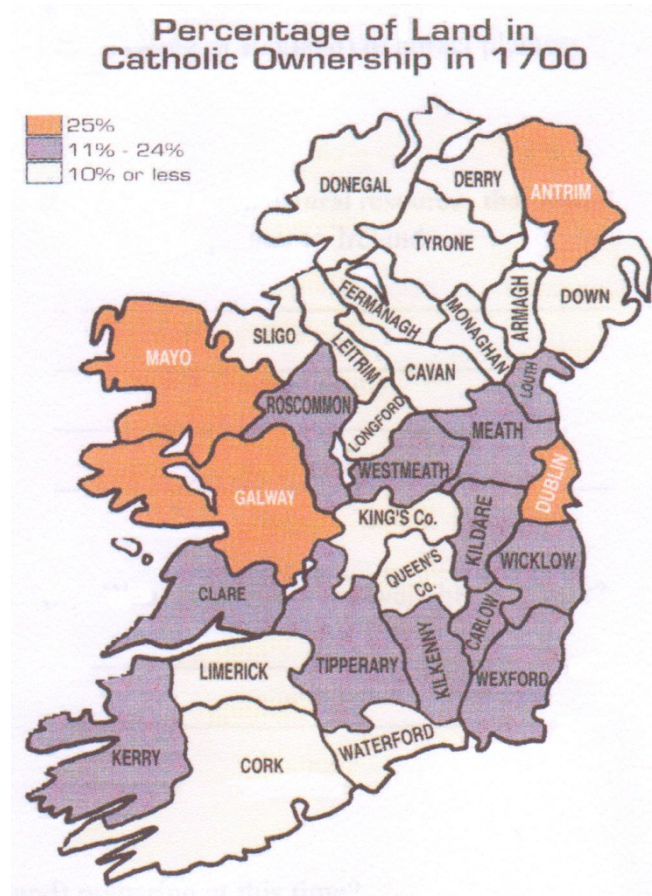 Percentage of Land in
Catholic Ownership in 1700
25%
11% - 24%
10% or less
DONEGAL
DERRY
ANTRIM
TYRONE
FERMANAGH
MONAGHAN
ARMAGH
DOWN
SLIGO
LEITRIM
CAVAN
MAYO
ROSCOMMON
LONGFORD
LOUTH
MEATH
WESTMEATH
GALWAY
DUBLIN
KING'S Co.
KILDARE
QUEEN'S
Co.
WICKLOW
CLARE
CARLOW
LIMERICK
TIPPERARY
KILKENNY
WEXFORD
KERRY
CORK
WATERFORD